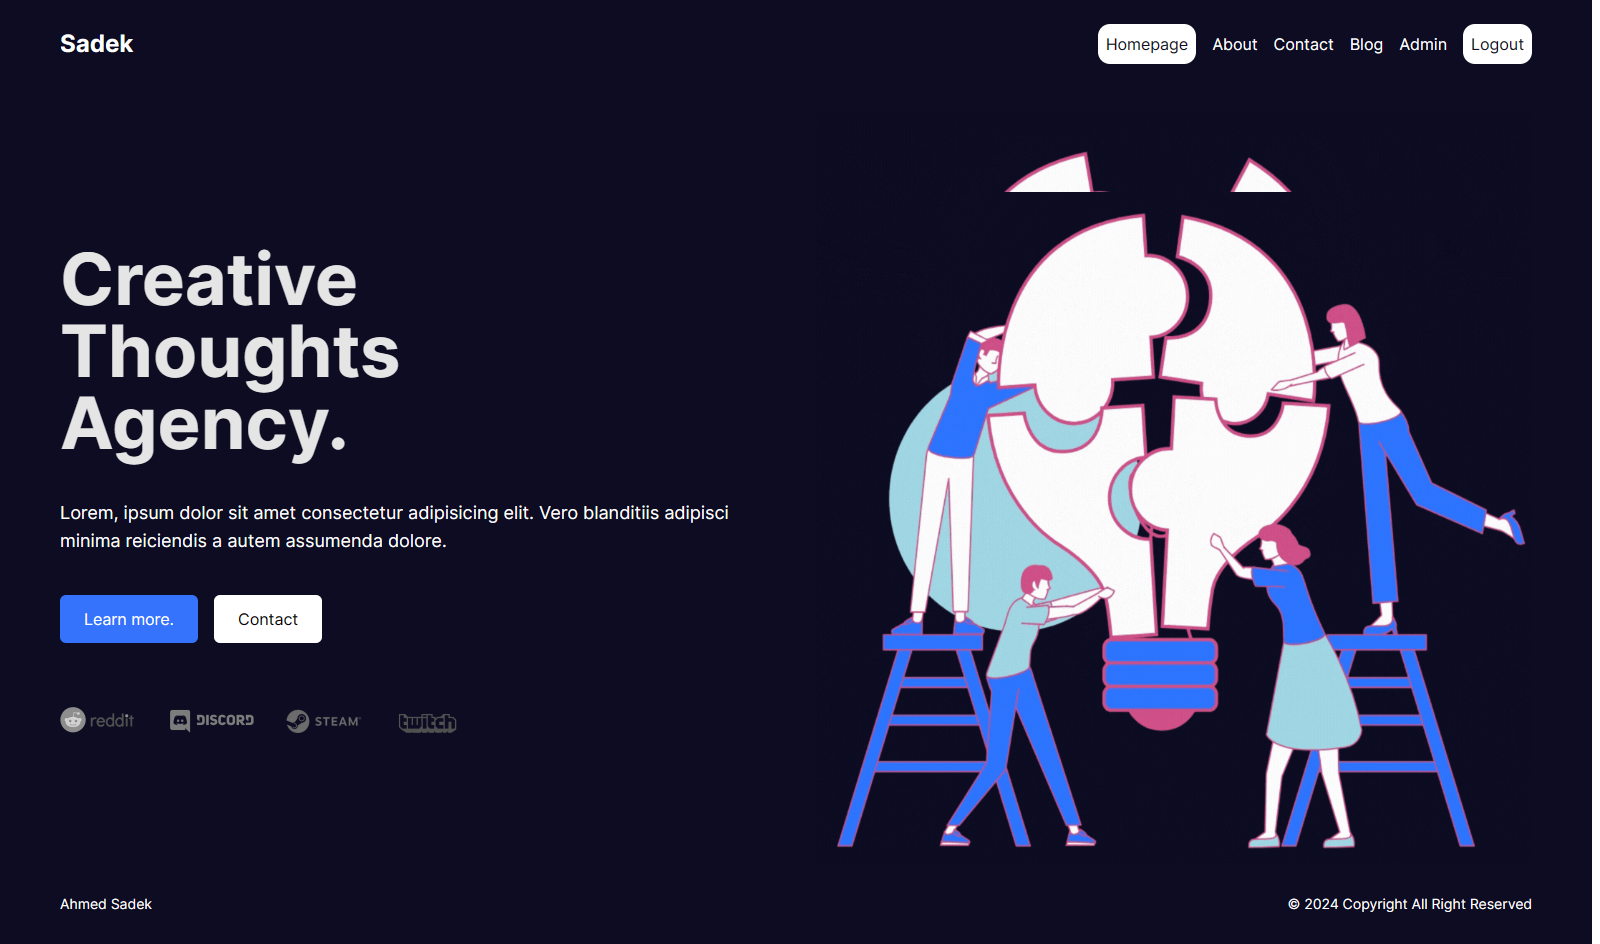 Sadek
Homepage About Contact Blog Admin Logout
Creative
Thoughts
Agency.
Lorem, ipsum dolor sit amet consectetur adipisicing elit. Vero blanditiis adipisci
minima reiciendis a autem assumenda dolore.
Learn more. Contact
reddit DISCORD STEAM twitch
Ahmed Sadek
© 2024 Copyright All Right Reserved